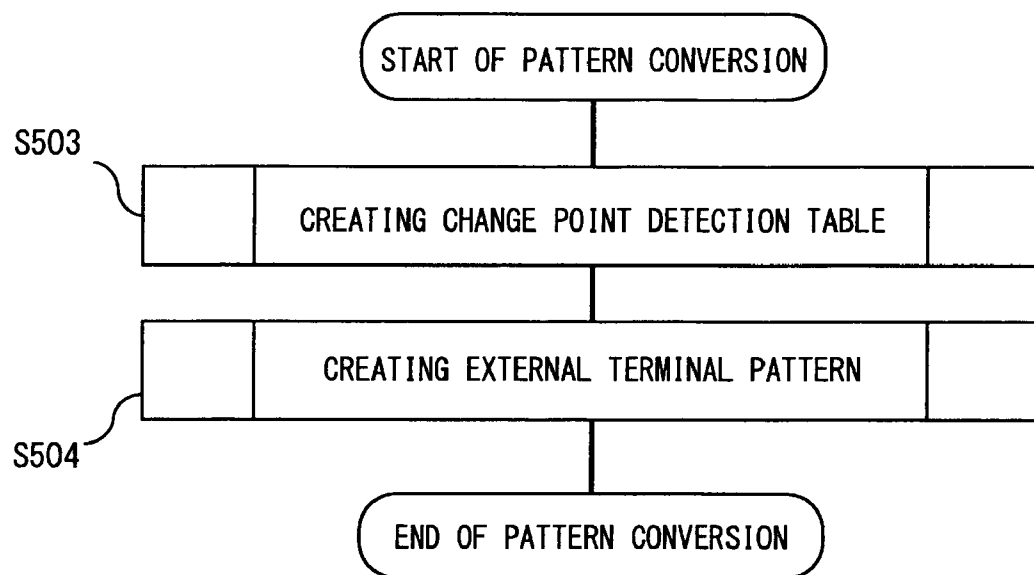 START OF PATTERN CONVERSION
S503
CREATING CHANGE POINT DETECTION TABLE
CREATING EXTERNAL TERMINAL PATTERN
S504
END OF PATTERN CONVERSION